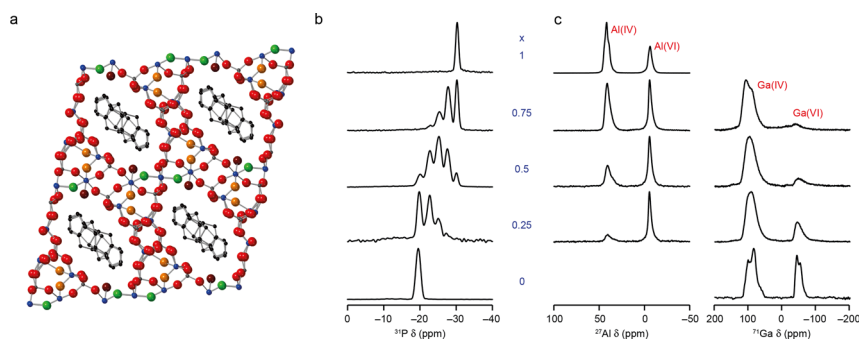 a
b
c
x
1
0.75
0.5
0.25
0
Al(IV)
Al(VI)
Ga(IV)
Ga(VI)
0 −10 −20 −30 −40
³¹P δ (ppm)
100 50 0 −50
²⁷Al δ (ppm)
200 100 0 −100 −200
⁷¹Ga δ (ppm)